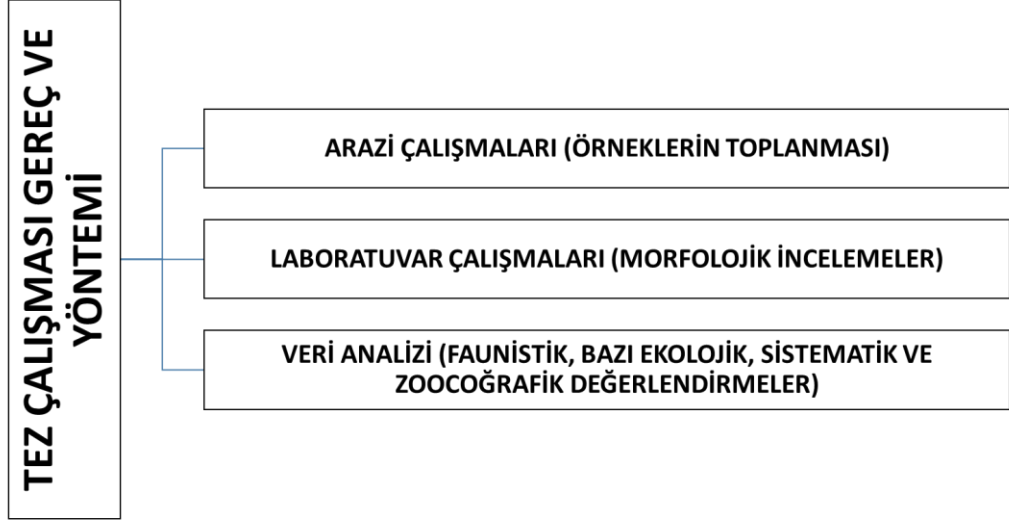 TEZ ÇALIŞMASI GEREÇ VE
YÖNTEMİ
ARAZİ ÇALIŞMALARI (ÖRNEKLERİN TOPLANMASI)
LABORATUVAR ÇALIŞMALARI (MORFOLOJİK İNCELEMELER)
VERİ ANALİZİ (FAUNİSTİK, BAZI EKOLOJİK, SİSTEMATİK VE
ZOOCOĞRAFİK DEĞERLENDİRMELER)